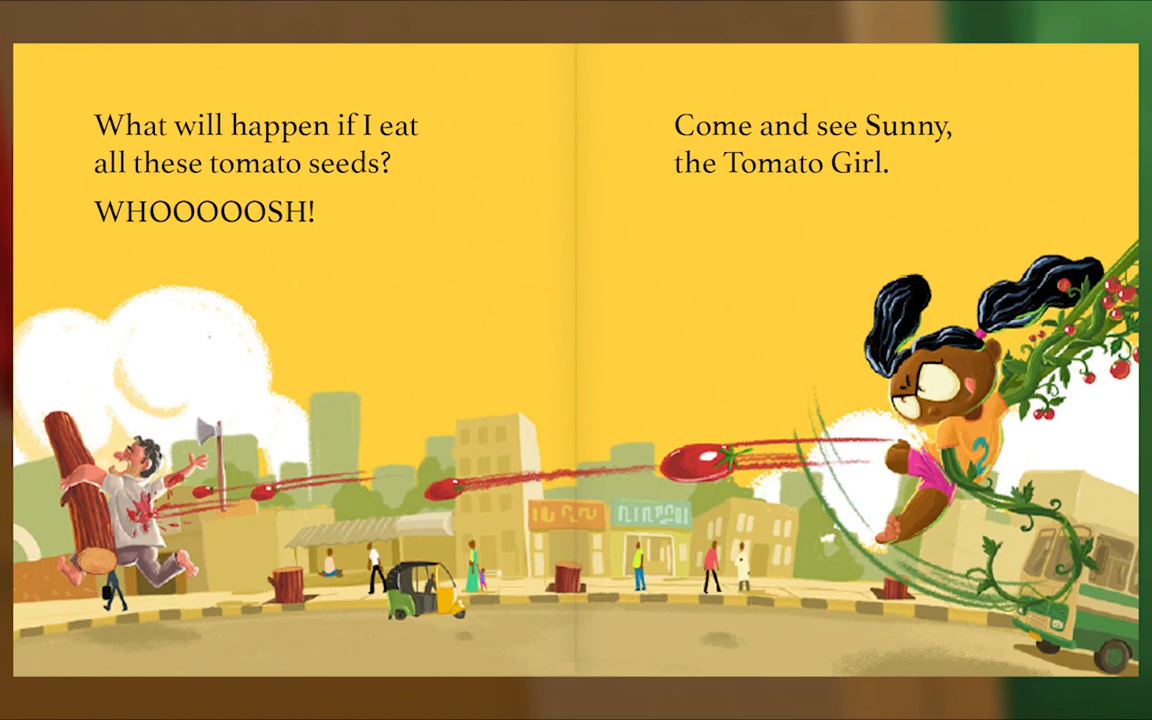 What will happen if I eat
all these tomato seeds?
WHOOOOOSH!
Come and see Sunny,
the Tomato Girl.